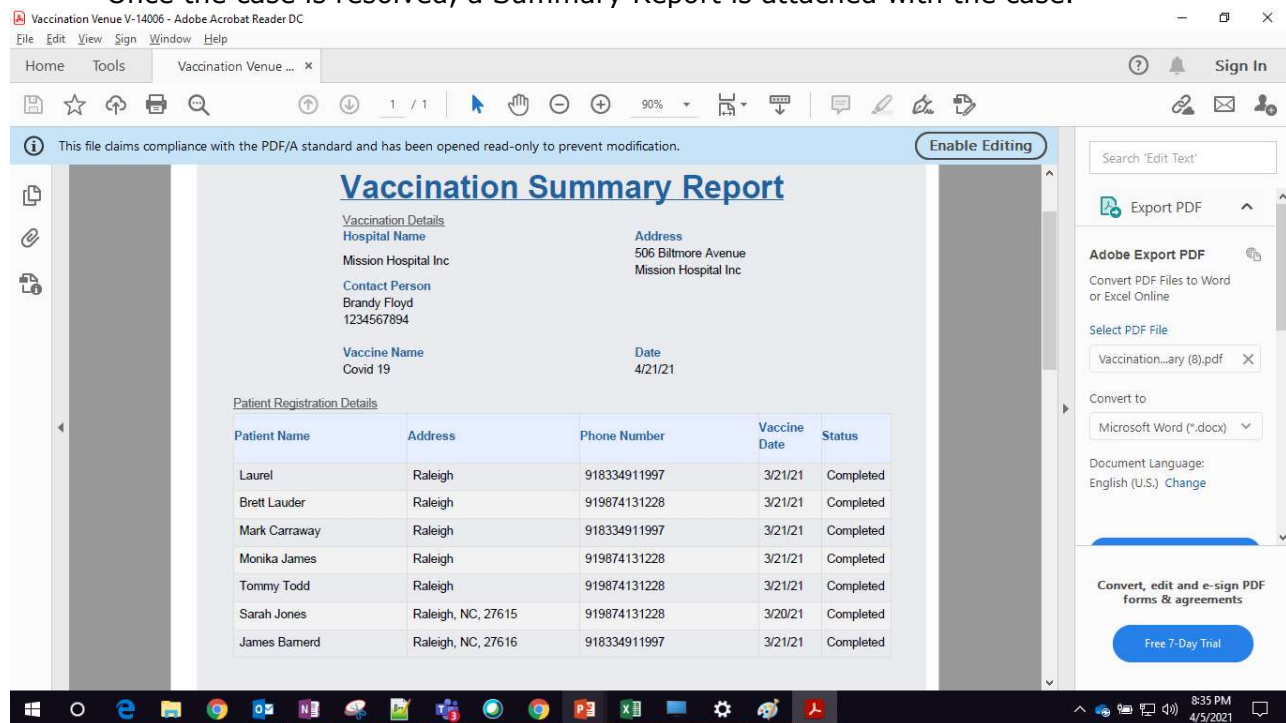 Once the case is resolved, a Summary Report is attached with the case.
Vaccination Venue V-14006 - Adobe Acrobat Reader DC
File Edit View Sign Window Help
Home Tools Vaccination Venue ... × Sign In
1 / 1 90%
This file claims compliance with the PDF/A standard and has been opened read-only to prevent modification. Enable Editing
Vaccination Summary Report
Vaccination Details
Hospital Name Address
Mission Hospital Inc 506 Biltmore Avenue
Mission Hospital Inc
Contact Person
Brandy Floyd
1234567894
Vaccine Name Date
Covid 19 4/21/21
Patient Registration Details
Patient Name Address Phone Number Vaccine Date Status
Laurel Raleigh 918334911997 3/21/21 Completed
Brett Lauder Raleigh 919874131228 3/21/21 Completed
Mark Carraway Raleigh 918334911997 3/21/21 Completed
Monika James Raleigh 919874131228 3/21/21 Completed
Tommy Todd Raleigh 919874131228 3/21/21 Completed
Sarah Jones Raleigh, NC, 27615 919874131228 3/20/21 Completed
James Barnerd Raleigh, NC, 27616 918334911997 3/21/21 Completed
Search 'Edit Text'
Export PDF
Adobe Export PDF
Convert PDF Files to Word
or Excel Online
Select PDF File
Vaccination...ary (8).pdf
Convert to
Microsoft Word (*.docx)
Document Language:
English (U.S.) Change
Convert, edit and e-sign PDF
forms & agreements
Free 7-Day Trial
8:35 PM
4/5/2021